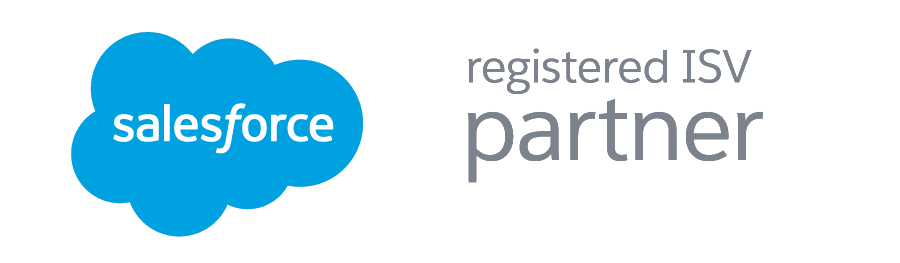 salesforce
registered ISV
partner